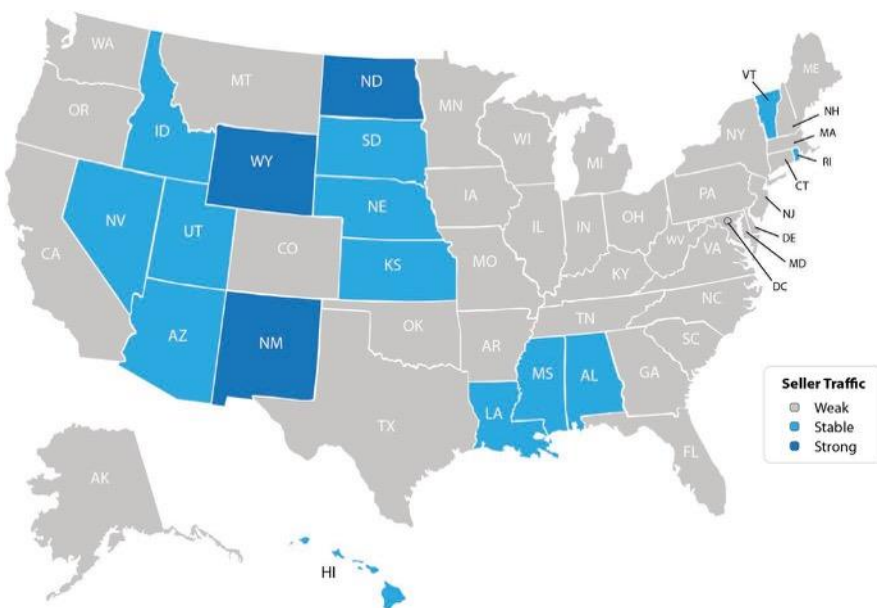 WA
MT
ND
MN
ME
VT
OR
ID
SD
WI
MI
NY
NH
MA
WY
RI
IA
PA
CT
NE
NV
UT
IL
IN
OH
NJ
CO
WV
DE
CA
KS
MO
KY
VA
MD
DC
NC
TN
AZ
NM
OK
AR
SC
MS
AL
GA
LA
TX
FL
AK
HI
Seller Traffic
Weak
Stable
Strong